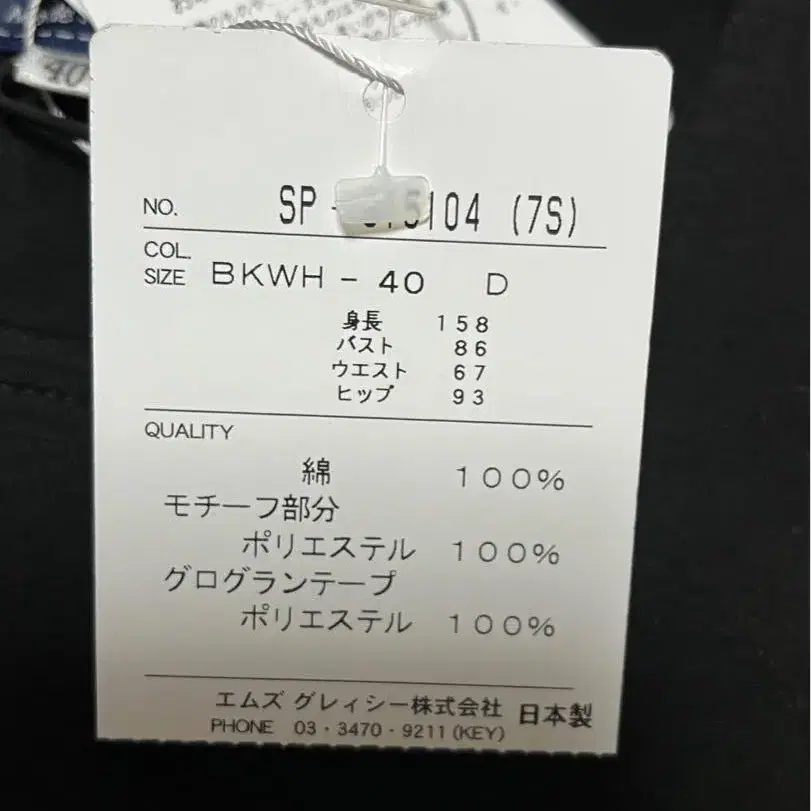 40
NO. SP- 5104 (7S)
COL.
SIZE BKWH - 40 D
身長 158
バスト 86
ウエスト 67
ヒップ 93
QUALITY
綿 100%
モチーフ部分
ポリエステル 100%
グログランテープ
ポリエステル 100%
エムズ グレィシー株式会社 日本製
PHONE 03・3470・9211(KEY)